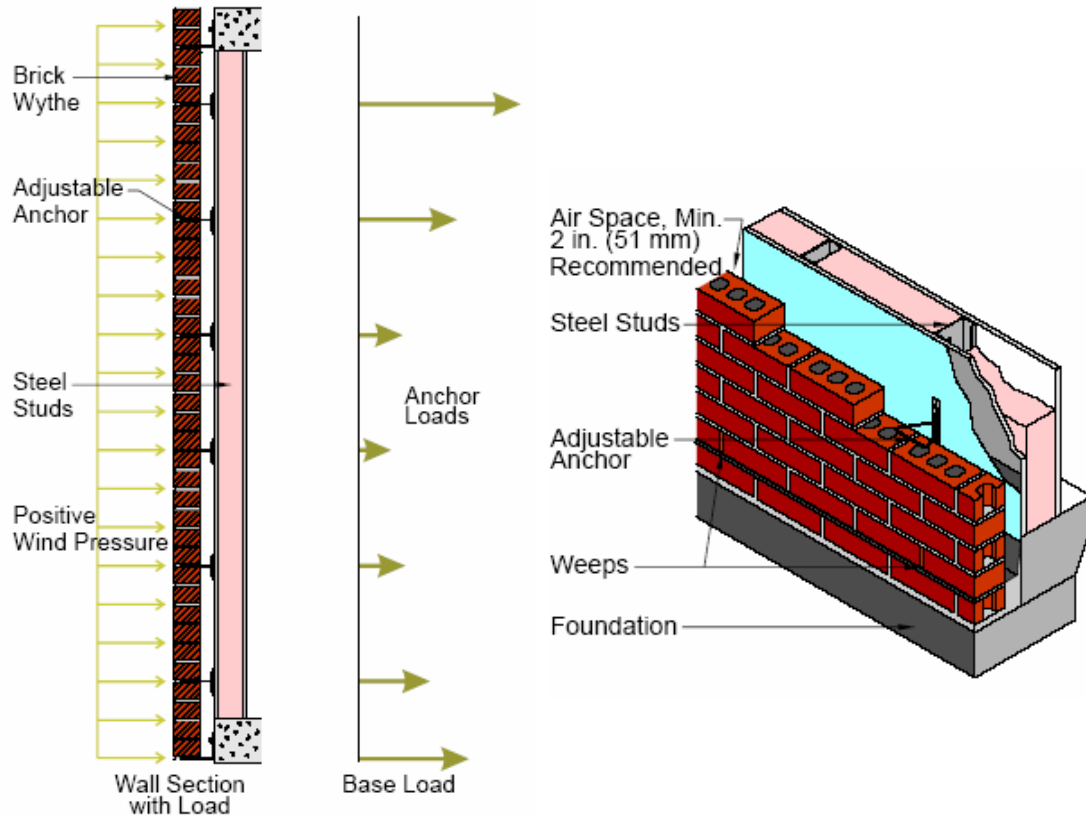 Brick
Wythe
Adjustable
Anchor
Steel
Studs
Positive
Wind Pressure
Wall Section
with Load
Anchor
Loads
Base Load
Air Space, Min.
2 in. (51 mm)
Recommended
Steel Studs
Adjustable
Anchor
Weeps
Foundation